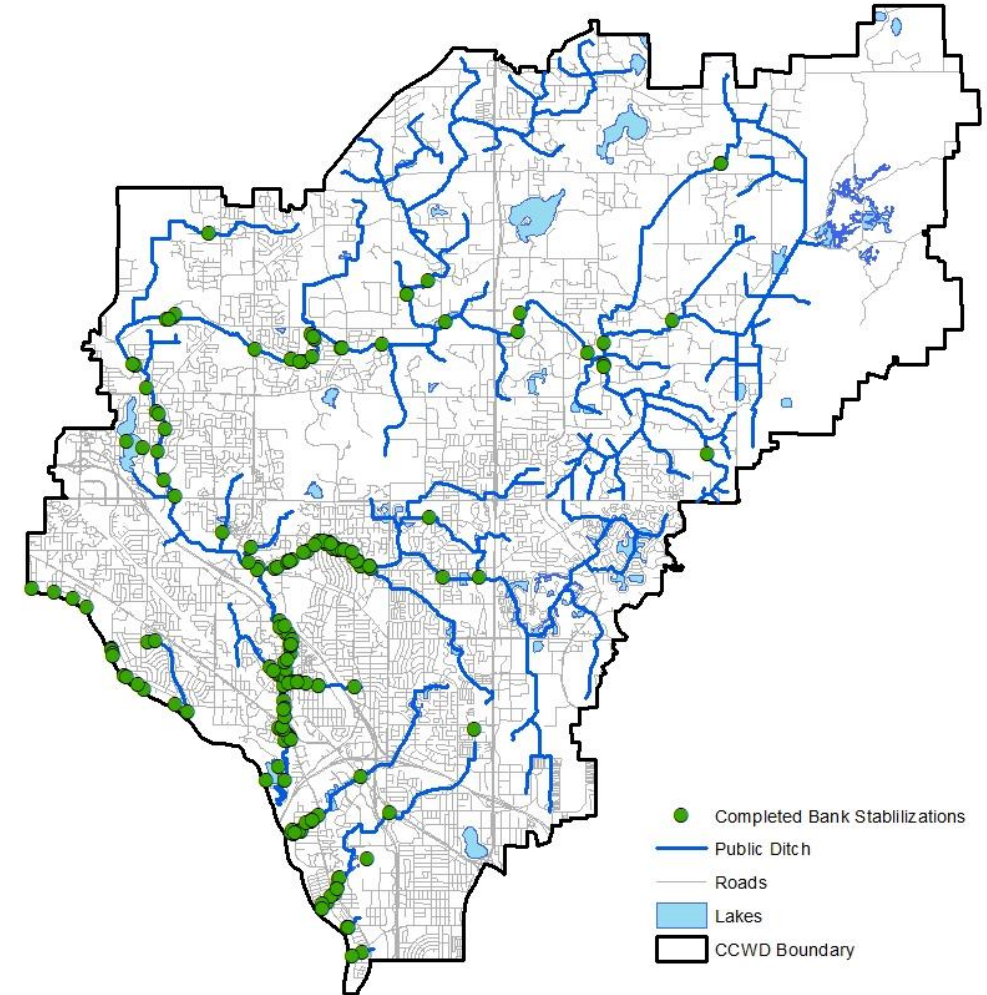 Completed Bank Stablilizations
Public Ditch
Roads
Lakes
CCWD Boundary